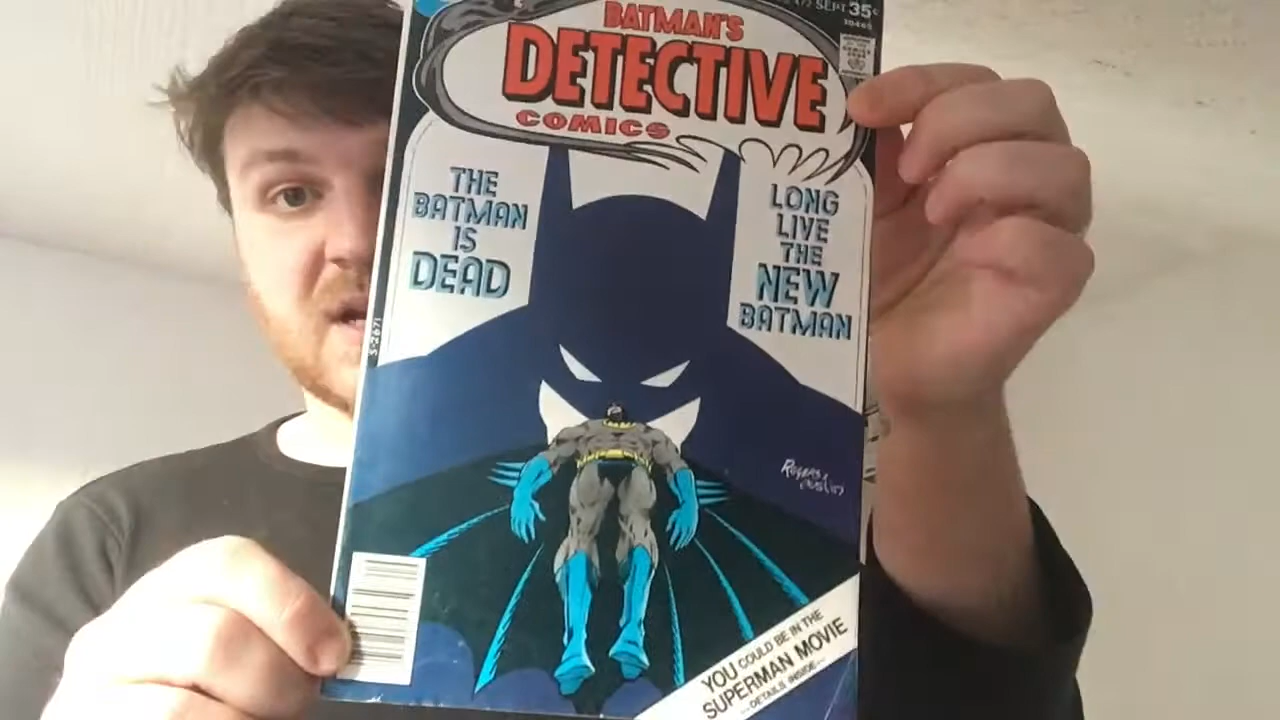 SEPT 35¢
BATMAN'S
DETECTIVE
COMICS
THE
BATMAN
IS
DEAD
LONG
LIVE
THE
NEW
BATMAN
YOU COULD BE IN THE
SUPERMAN MOVIE
...DETAILS INSIDE...